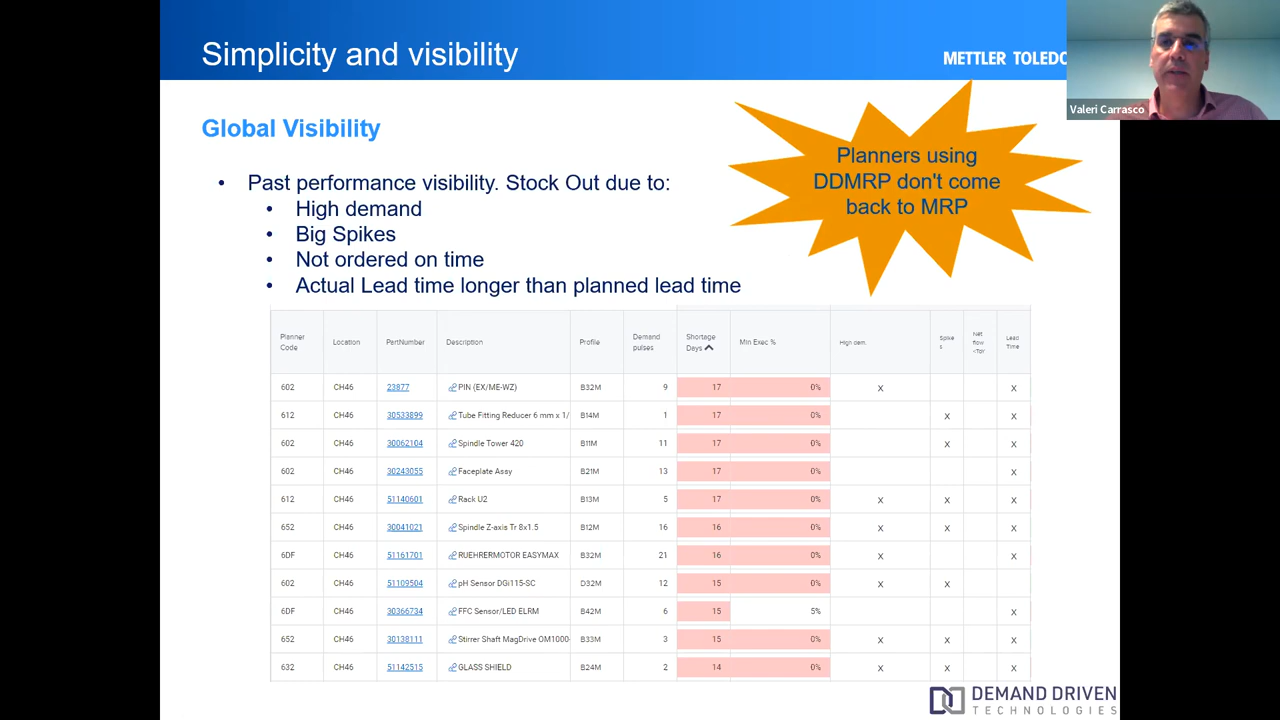 Simplicity and visibility
METTLER TOLEDO
Valeri Carrasco
Global Visibility
Planners using
DDMRP don't come
back to MRP
• Past performance visibility. Stock Out due to:
• High demand
• Big Spikes
• Not ordered on time
• Actual Lead time longer than planned lead time
Planner Code Location PartNumber Description Profile Demand pulses Shortage Days Min Exec % High dem. Spikes Net flow <Tor Lead Time
602 CH46 23877 PIN (EX/ME-WZ) B32M 9 17 0% X X
612 CH46 30533899 Tube Fitting Reducer 6 mm x 1/ B14M 1 17 0% X X
602 CH46 30062104 Spindle Tower 420 B11M 11 17 0% X X
602 CH46 30243055 Faceplate Assy B21M 13 17 0% X
612 CH46 51140601 Rack U2 B13M 5 17 0% X X X
652 CH46 30041021 Spindle Z-axis Tr 8x1.5 B12M 16 16 0% X X X
6DF CH46 51161701 RUEHRERMOTOR EASYMAX B32M 21 16 0% X X
602 CH46 51109504 pH Sensor DGi115-SC D32M 12 15 0% X X
6DF CH46 30366734 FFC Sensor/LED ELRM B42M 6 15 5% X
652 CH46 30138111 Stirrer Shaft MagDrive OM1000- B33M 3 15 0% X X X
632 CH46 51142515 GLASS SHIELD B24M 2 14 0% X X X
DEMAND DRIVEN
TECHNOLOGIES